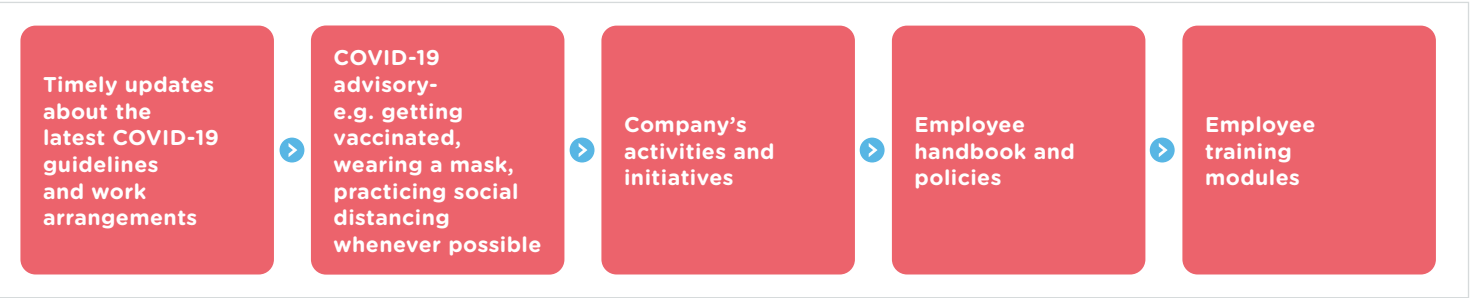 Timely updates
about the
latest COVID-19
guidelines
and work
arrangements
COVID-19
advisory-
e.g. getting
vaccinated,
wearing a mask,
practicing social
distancing
whenever possible
Company’s
activities and
initiatives
Employee
handbook and
policies
Employee
training
modules